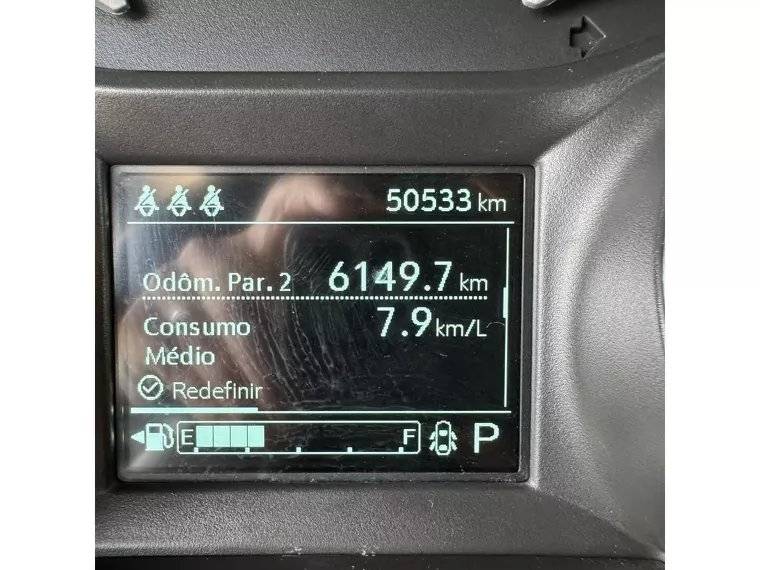 50533 km
Odôm. Par. 2 6149.7 km
Consumo 7.9 km/L
Médio
Redefinir
E F P